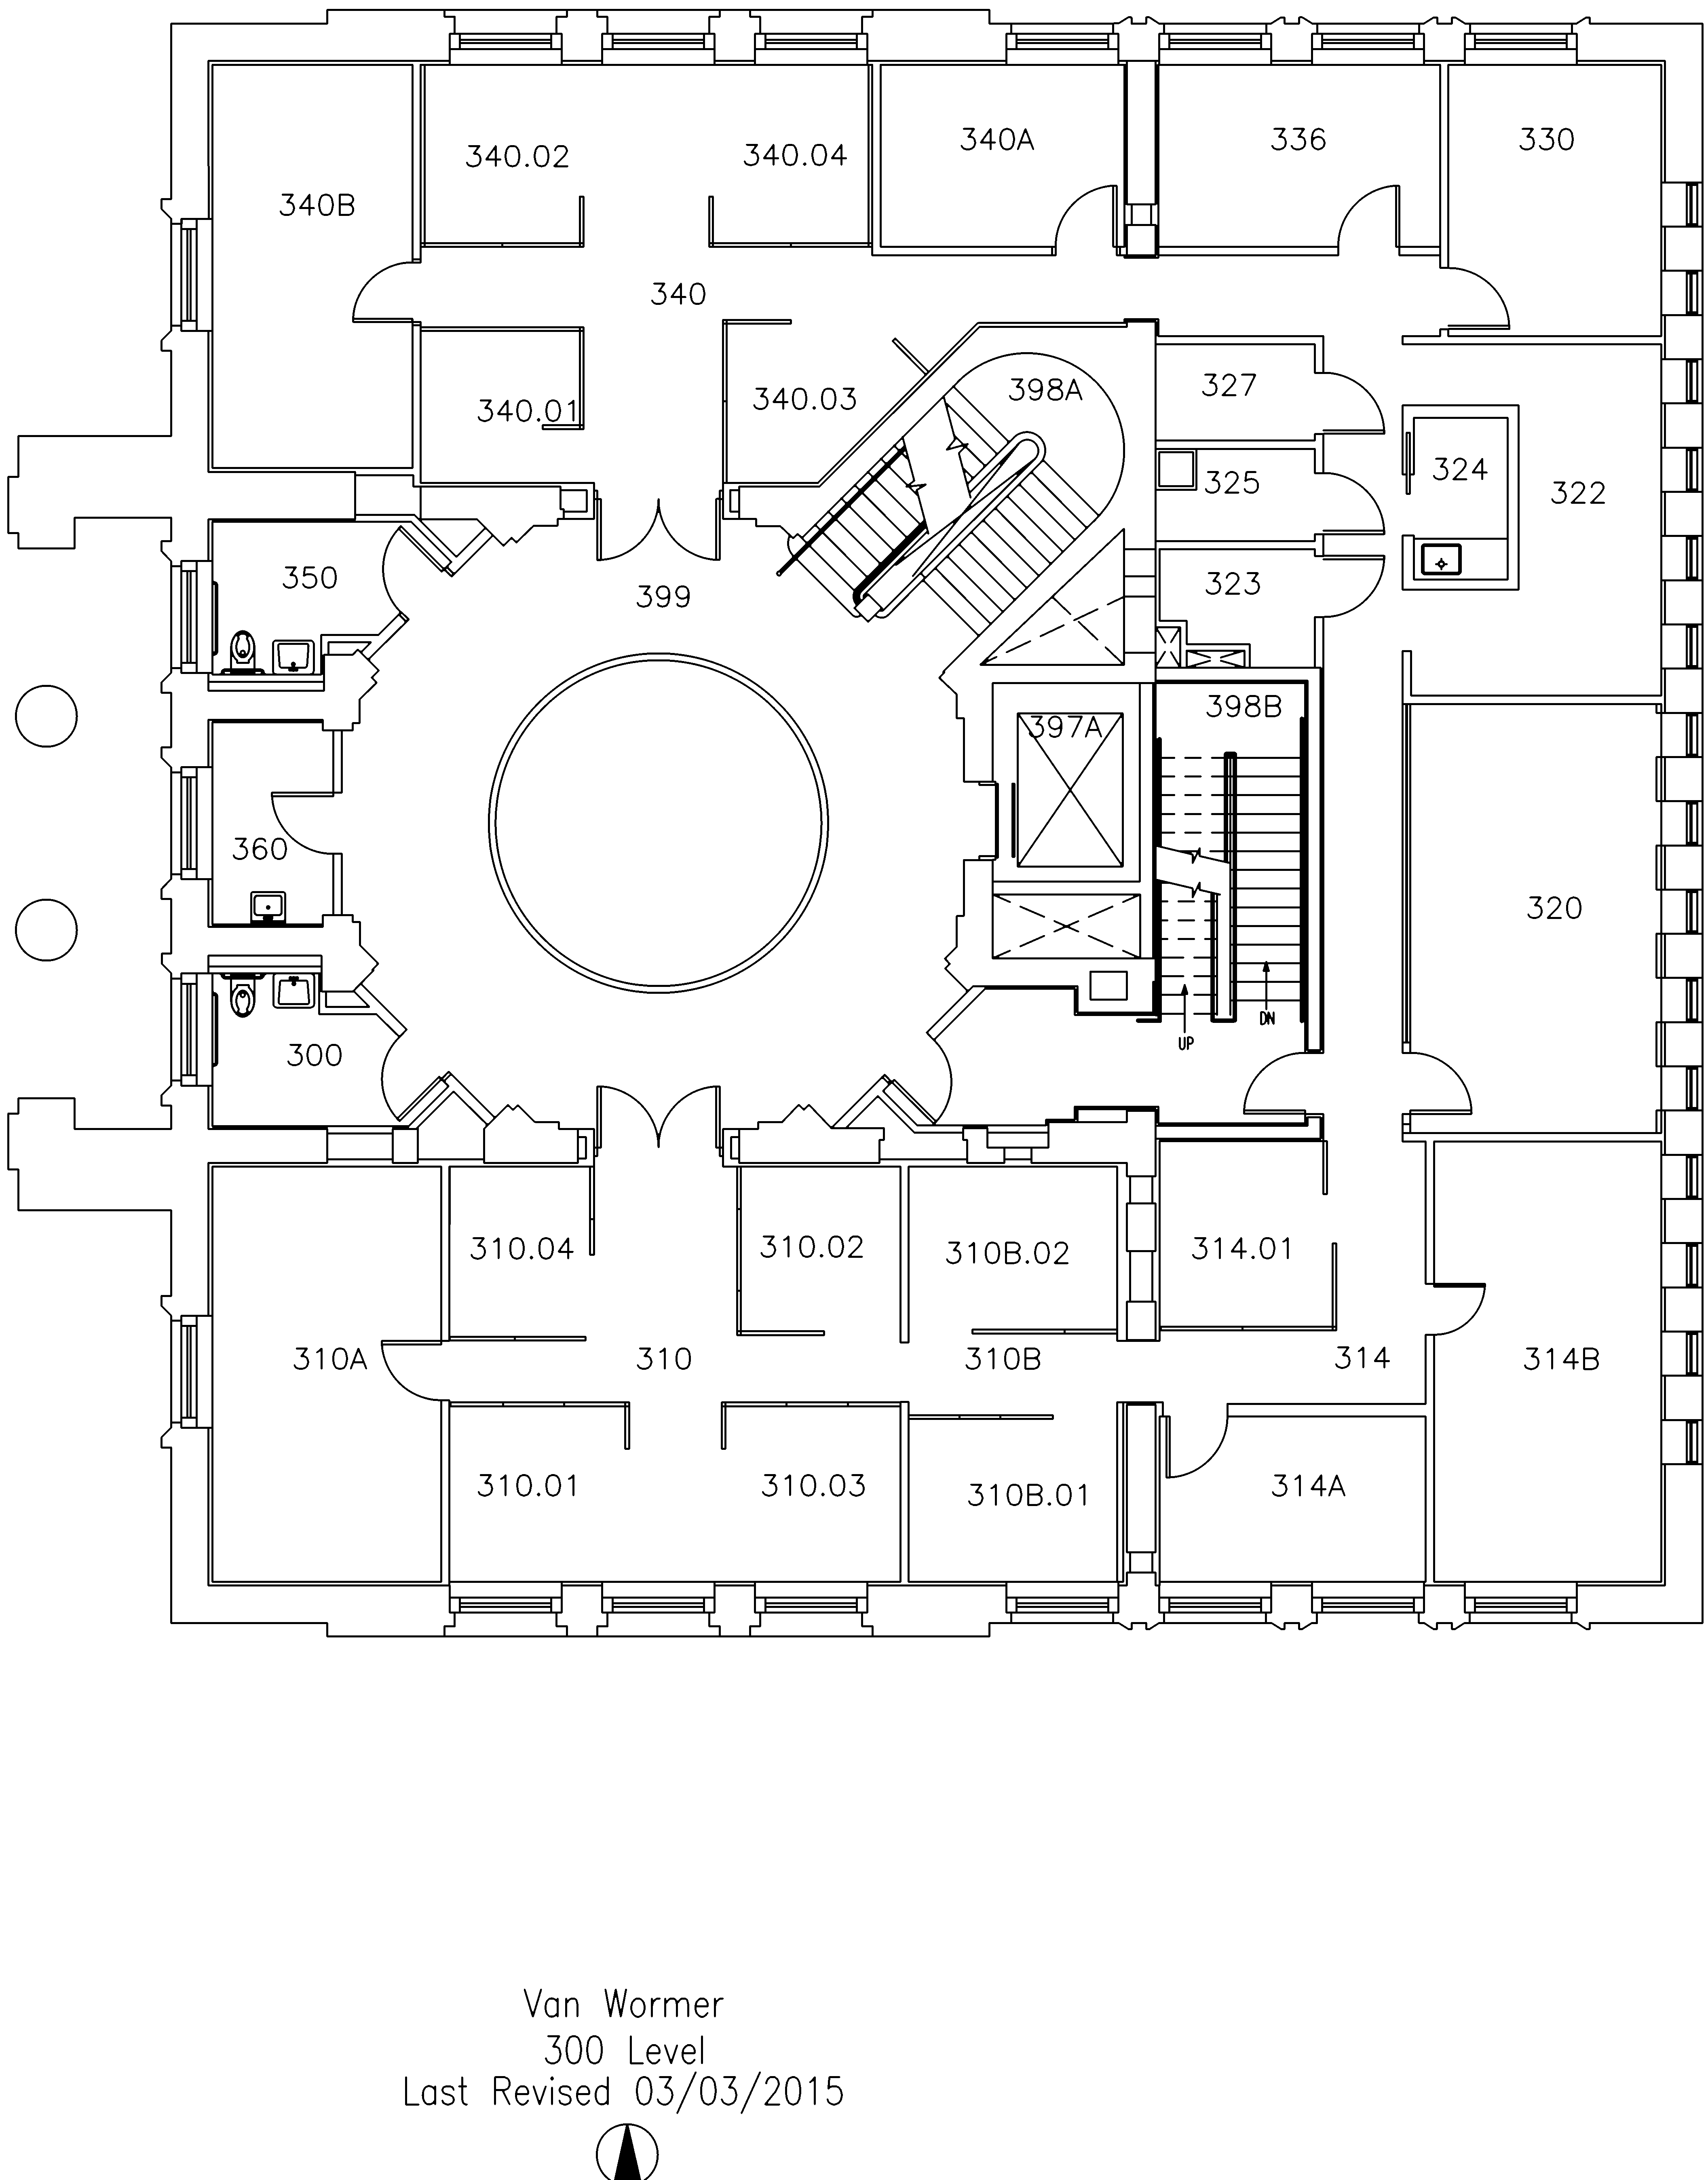 340A
336
330
340.02
340.04
340B
340
327
398A
340.03
340.01
324
325
322
350
323
399
398B
397A
360
320
DN
UP
300
310.04
310.02
310B.02
314.01
310A
310
310B
314
314B
310.01
310.03
310B.01
314A
Van Wormer
300 Level
Last Revised 03/03/2015